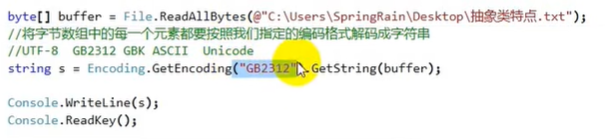 byte[] buffer = File.ReadAllBytes(@"C:\Users\SpringRain\Desktop\抽象类特点.txt");
//将字节数组中的每一个元素都要按照我们指定的编码格式解码成字符串
//UTF-8 GB2312 GBK ASCII Unicode
string s = Encoding.GetEncoding("GB2312").GetString(buffer);
Console.WriteLine(s);
Console.ReadKey();